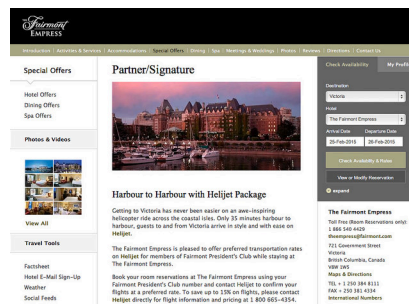 Fairmont
EMPRESS
Introduction | Activities & Services | Accommodations | Special Offers | Dining | Spa | Meetings & Weddings | Photos | Reviews | Directions | Contact Us
Special Offers
Hotel Offers
Dining Offers
Spa Offers
Photos & Videos
View All
Travel Tools
Factsheet
Hotel E-Mail Sign-Up
Weather
Social Feeds
Partner/Signature
Harbour to Harbour with Helijet Package
Getting to Victoria has never been easier on an awe-inspiring
helicopter ride across the coastal isles. Only 35 minutes harbour to
harbour, guests to and from Victoria arrive in style and with ease on
Helijet.
The Fairmont Empress is pleased to offer preferred transportation rates
on Helijet for members of Fairmont President's Club while staying at
The Fairmont Empress.
Book your room reservations at The Fairmont Empress using your
Fairmont President's Club number and contact Helijet to confirm your
flights at a preferred rate. To save up to 15% on flights, please contact
Helijet directly for flight information and pricing at 1 800 665-4354.
Check Availability
My Profil
Destination
Victoria
Hotel
The Fairmont Empress
Arrival Date Departure Date
25-Feb-2015 26-Feb-2015
Check Availability & Rates
View or Modify Reservation
expand
The Fairmont Empress
Toll Free (Room Reservations only):
1 866 540 4429
theempress@fairmont.com
721 Government Street
Victoria
British Columbia, Canada
V8W 1W5
Maps & Directions
TEL + 1 250 384 8111
FAX + 250 381 4334
International Numbers